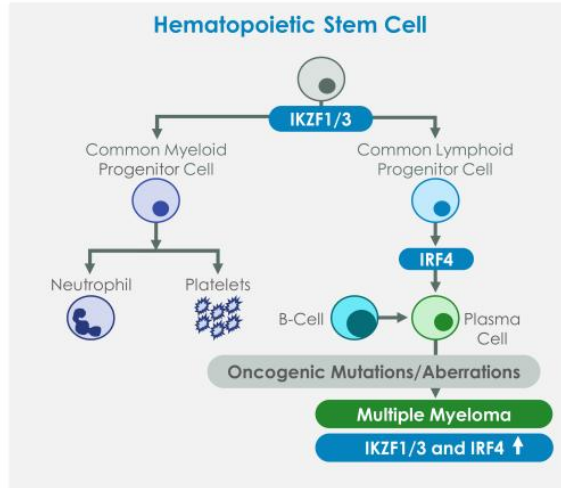 Hematopoietic Stem Cell
IKZF1/3
Common Myeloid
Progenitor Cell
Common Lymphoid
Progenitor Cell
IRF4
Neutrophil
Platelets
B-Cell
Plasma
Cell
Oncogenic Mutations/Aberrations
Multiple Myeloma
IKZF1/3 and IRF4 ↑